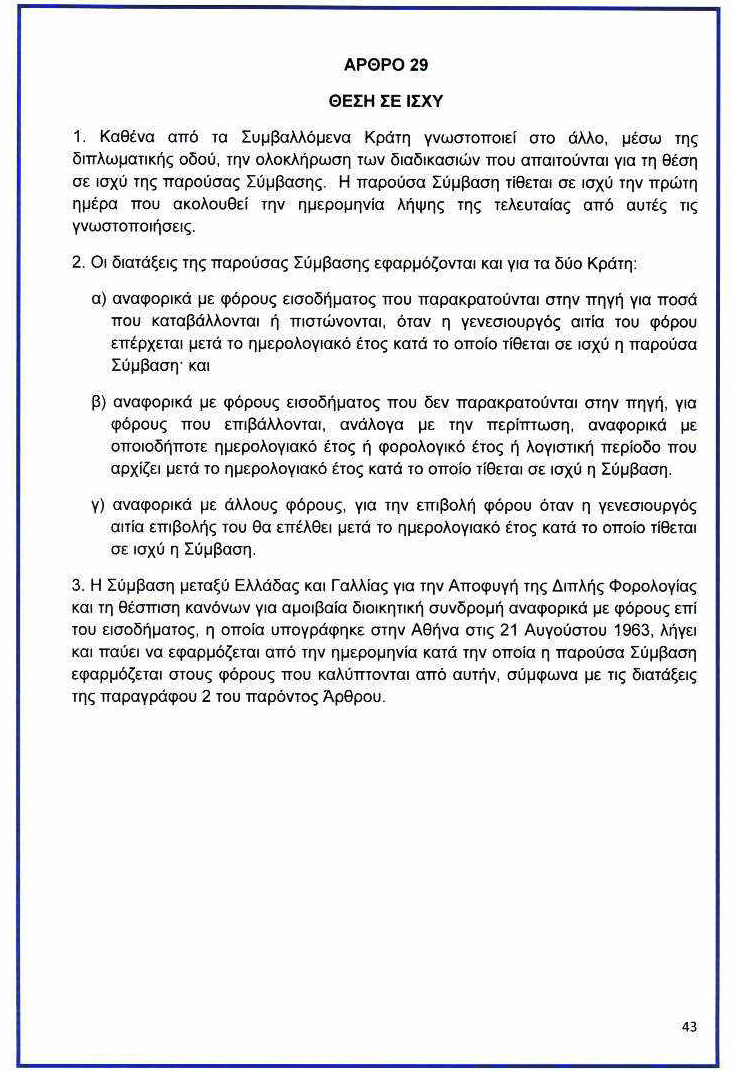 ΑΡΘΡΟ 29
ΘΕΣΗ ΣΕ ΙΣΧΥ
1. Καθένα από τα Συμβαλλόμενα Κράτη γνωστοποιεί στο άλλο, μέσω της
διπλωματικής οδού, την ολοκλήρωση των διαδικασιών που απαιτούνται για τη θέση
σε ισχύ της παρούσας Σύμβασης. Η παρούσα Σύμβαση τίθεται σε ισχύ την πρώτη
ημέρα που ακολουθεί την ημερομηνία λήψης της τελευταίας από αυτές τις
γνωστοποιήσεις.
2. Οι διατάξεις της παρούσας Σύμβασης εφαρμόζονται και για τα δύο Κράτη:
α) αναφορικά με φόρους εισοδήματος που παρακρατούνται στην πηγή για ποσά
που καταβάλλονται ή πιστώνονται, όταν η γενεσιουργός αιτία του φόρου
επέρχεται μετά το ημερολογιακό έτος κατά το οποίο τίθεται σε ισχύ η παρούσα
Σύμβαση· και
β) αναφορικά με φόρους εισοδήματος που δεν παρακρατούνται στην πηγή, για
φόρους που επιβάλλονται, ανάλογα με την περίπτωση, αναφορικά με
οποιοδήποτε ημερολογιακό έτος ή φορολογικό έτος ή λογιστική περίοδο που
αρχίζει μετά το ημερολογιακό έτος κατά το οποίο τίθεται σε ισχύ η Σύμβαση.
γ) αναφορικά με άλλους φόρους, για την επιβολή φόρου όταν η γενεσιουργός
αιτία επιβολής του θα επέλθει μετά το ημερολογιακό έτος κατά το οποίο τίθεται
σε ισχύ η Σύμβαση.
3. Η Σύμβαση μεταξύ Ελλάδας και Γαλλίας για την Αποφυγή της Διπλής Φορολογίας
και τη θέσπιση κανόνων για αμοιβαία διοικητική συνδρομή αναφορικά με φόρους επί
του εισοδήματος, η οποία υπογράφηκε στην Αθήνα στις 21 Αυγούστου 1963, λήγει
και παύει να εφαρμόζεται από την ημερομηνία κατά την οποία η παρούσα Σύμβαση
εφαρμόζεται στους φόρους που καλύπτονται από αυτήν, σύμφωνα με τις διατάξεις
της παραγράφου 2 του παρόντος Άρθρου.
43